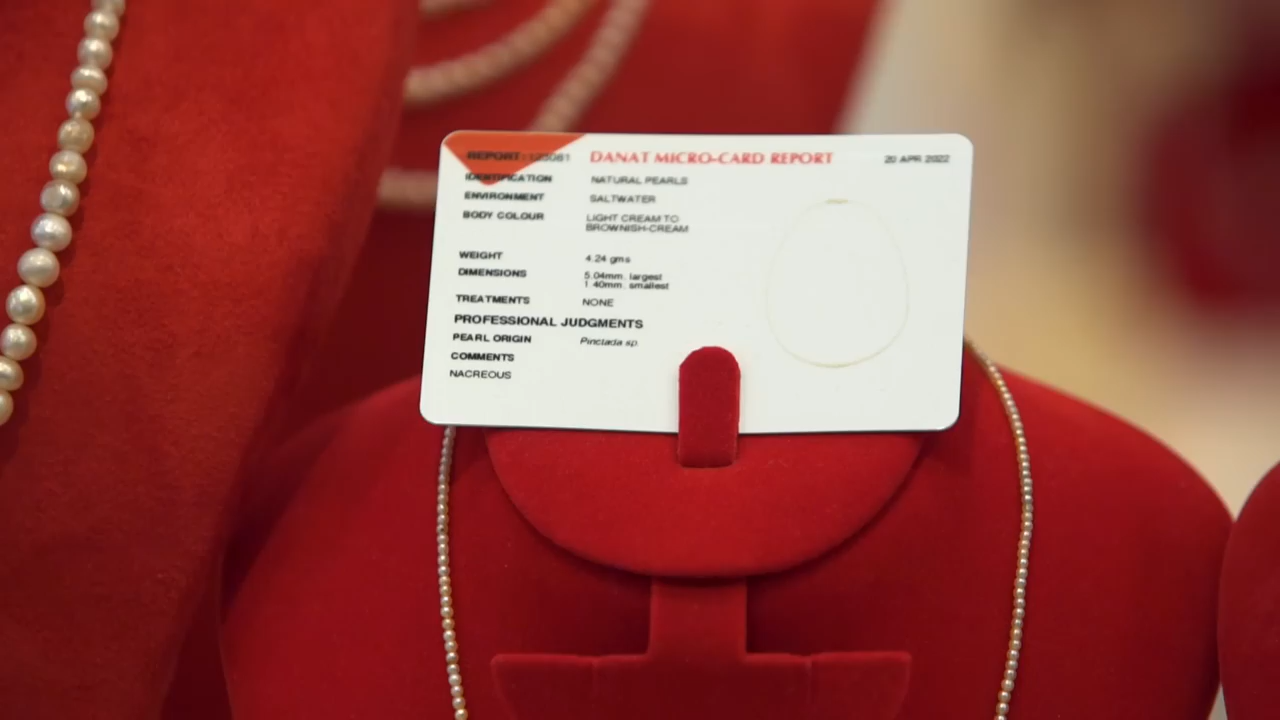 REPORT: 123081 DANAT MICRO-CARD REPORT 20 APR 2022
IDENTIFICATION NATURAL PEARLS
ENVIRONMENT SALTWATER
BODY COLOUR LIGHT CREAM TO
BROWNISH-CREAM
WEIGHT 4.24 gms
DIMENSIONS 5.04mm. largest
1.40mm. smallest
TREATMENTS NONE
PROFESSIONAL JUDGMENTS
PEARL ORIGIN Pinctada sp.
COMMENTS
NACREOUS